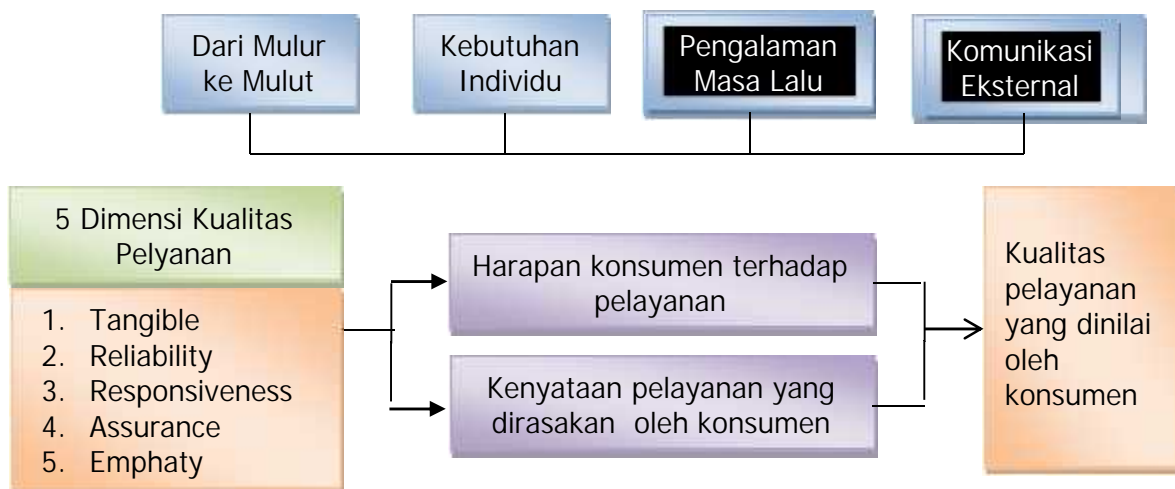 Dari Mulur
ke Mulut
Kebutuhan
Individu
Pengalaman
Masa Lalu
Komunikasi
Eksternal
5 Dimensi Kualitas
Pelyanan
1. Tangible
2. Reliability
3. Responsiveness
4. Assurance
5. Emphaty
Harapan konsumen terhadap
pelayanan
Kenyataan pelayanan yang
dirasakan oleh konsumen
Kualitas
pelayanan
yang dinilai
oleh
konsumen